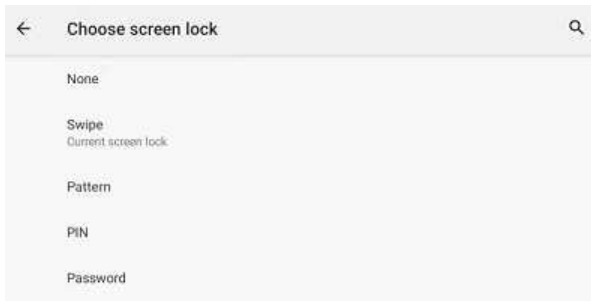 Choose screen lock
None
Swipe
Current screen lock
Pattern
PIN
Password